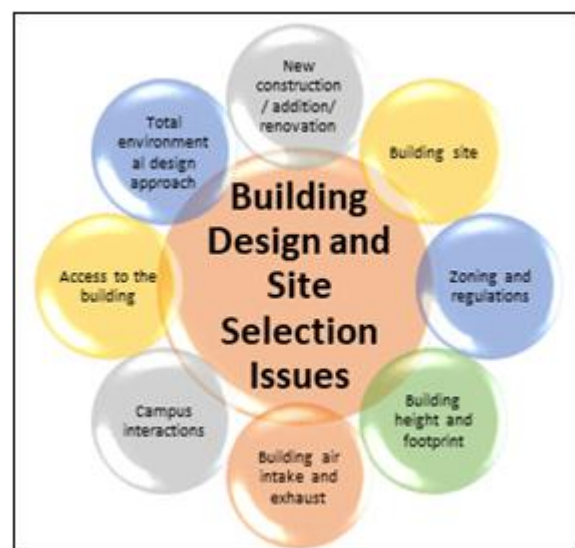 New
construction
/ addition/
renovation
Building site
Zoning and
regulations
Building
height and
footprint
Building air
intake and
exhaust
Campus
interactions
Access to the
building
Total
environment
al design
approach
Building
Design and
Site
Selection
Issues